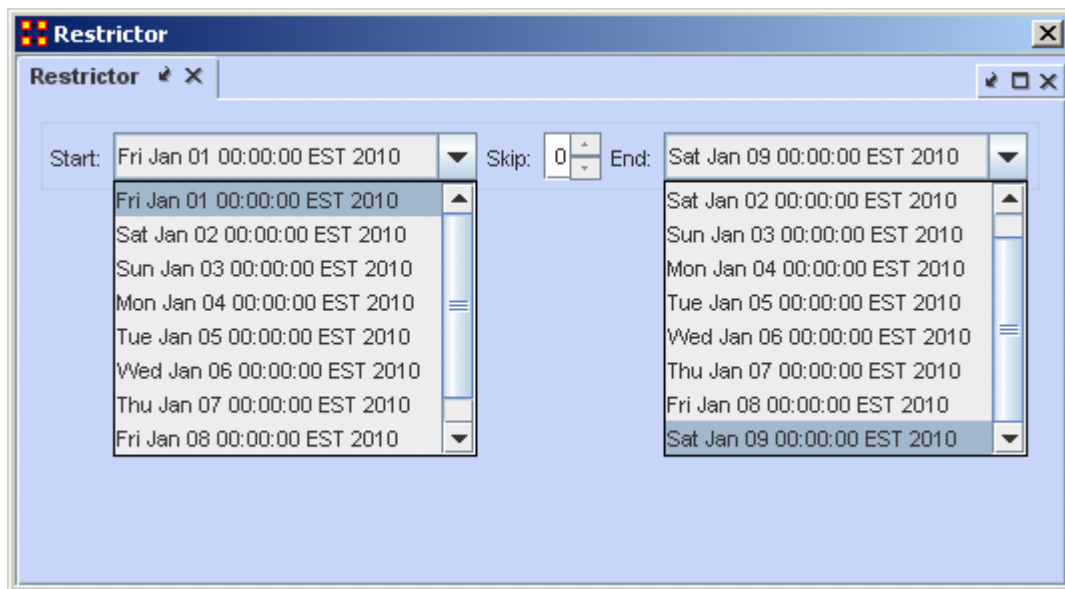 Restrictor
Restrictor
Start: Fri Jan 01 00:00:00 EST 2010 Skip: 0 End: Sat Jan 09 00:00:00 EST 2010
Fri Jan 01 00:00:00 EST 2010 Sat Jan 02 00:00:00 EST 2010
Sat Jan 02 00:00:00 EST 2010 Sun Jan 03 00:00:00 EST 2010
Sun Jan 03 00:00:00 EST 2010 Mon Jan 04 00:00:00 EST 2010
Mon Jan 04 00:00:00 EST 2010 Tue Jan 05 00:00:00 EST 2010
Tue Jan 05 00:00:00 EST 2010 Wed Jan 06 00:00:00 EST 2010
Wed Jan 06 00:00:00 EST 2010 Thu Jan 07 00:00:00 EST 2010
Thu Jan 07 00:00:00 EST 2010 Fri Jan 08 00:00:00 EST 2010
Fri Jan 08 00:00:00 EST 2010 Sat Jan 09 00:00:00 EST 2010